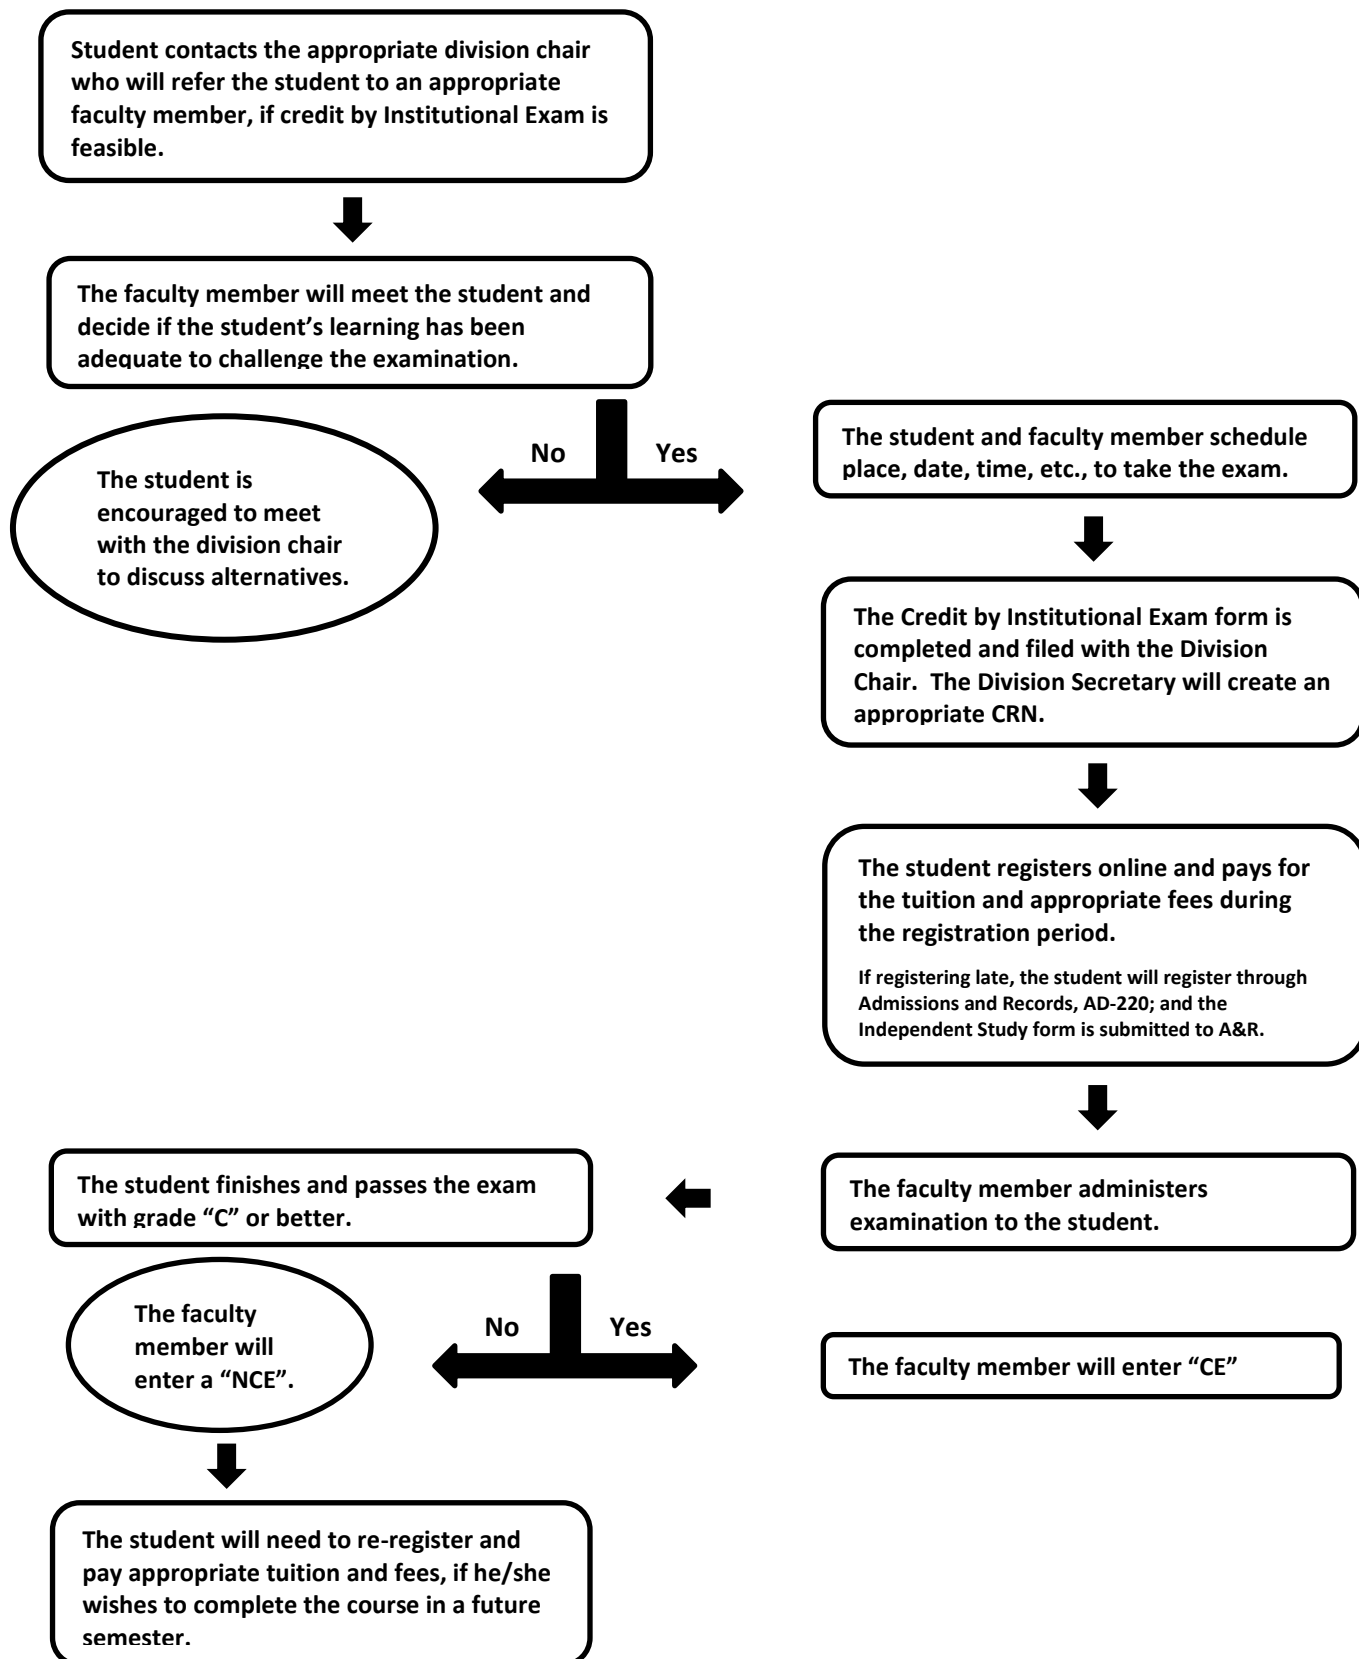 Student contacts the appropriate division chair
who will refer the student to an appropriate
faculty member, if credit by Institutional Exam is
feasible.
The faculty member will meet the student and
decide if the student’s learning has been
adequate to challenge the examination.
No
Yes
The student is
encouraged to meet
with the division chair
to discuss alternatives.
The student and faculty member schedule
place, date, time, etc., to take the exam.
The Credit by Institutional Exam form is
completed and filed with the Division
Chair.  The Division Secretary will create an
appropriate CRN.
The student registers online and pays for
the tuition and appropriate fees during
the registration period.
If registering late, the student will register through
Admissions and Records, AD-220; and the
Independent Study form is submitted to A&R.
The faculty member administers
examination to the student.
The student finishes and passes the exam
with grade “C” or better.
No
Yes
The faculty
member will
enter a “NCE”.
The faculty member will enter “CE”
The student will need to re-register and
pay appropriate tuition and fees, if he/she
wishes to complete the course in a future
semester.